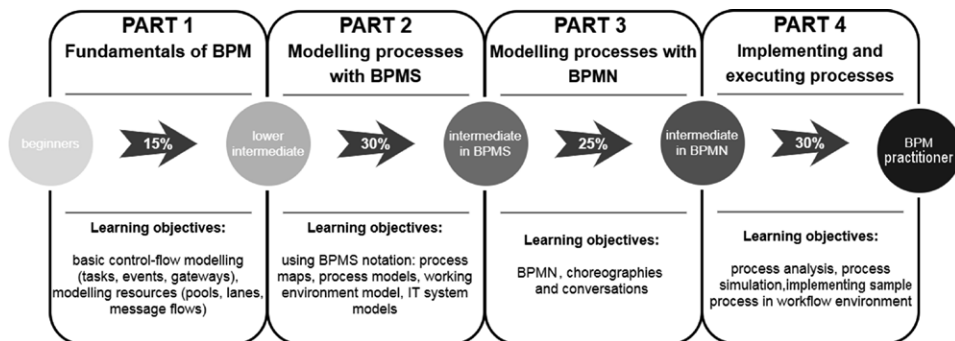 PART 1
Fundamentals of BPM
beginners
15%
Learning objectives:
basic control-flow modelling
(tasks, events, gateways),
modelling resources (pools, lanes,
message flows)
PART 2
Modelling processes
with BPMS
lower
intermediate
30%
Learning objectives:
using BPMS notation: process
maps, process models, working
environment model, IT system
models
PART 3
Modelling processes with
BPMN
intermediate
in BPMS
25%
Learning objectives:
BPMN, choreographies
and conversations
PART 4
Implementing and
executing processes
intermediate
in BPMN
30%
BPM
practitioner
Learning objectives:
process analysis, process
simulation,implementing sample
process in workflow environment